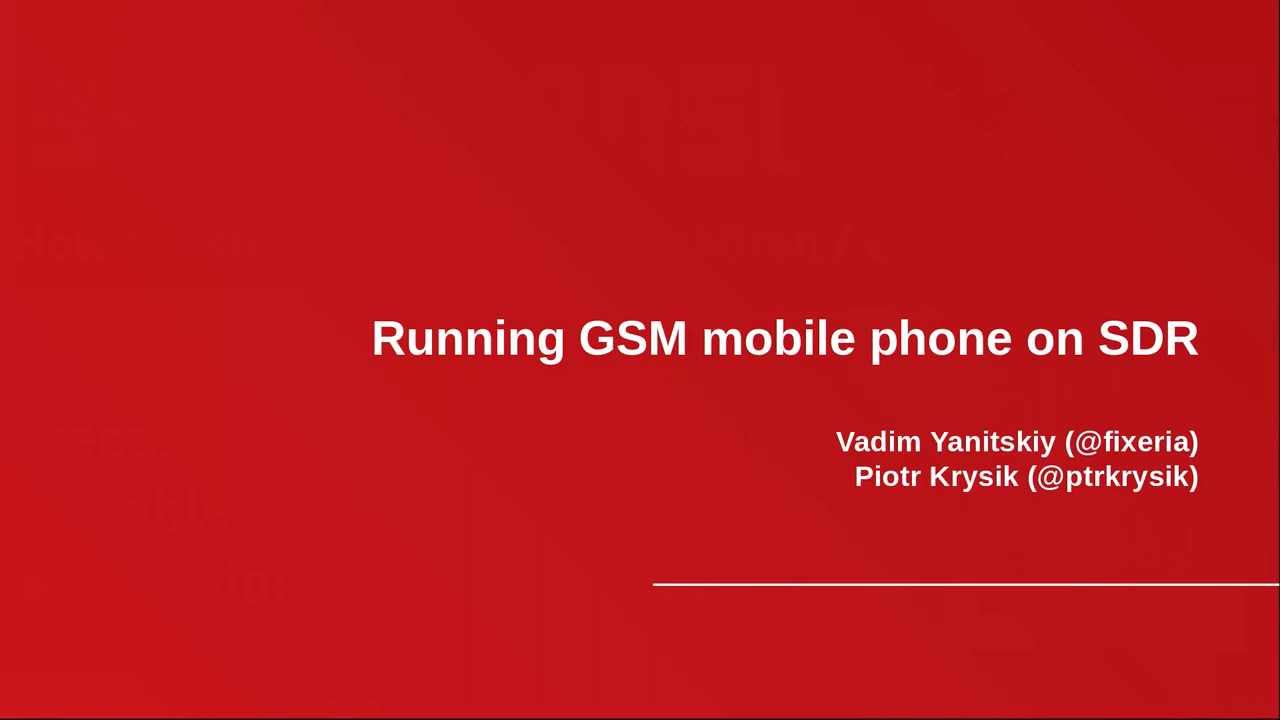 Running GSM mobile phone on SDR
Vadim Yanitskiy (@fixeria)
Piotr Krysik (@ptrkrysik)